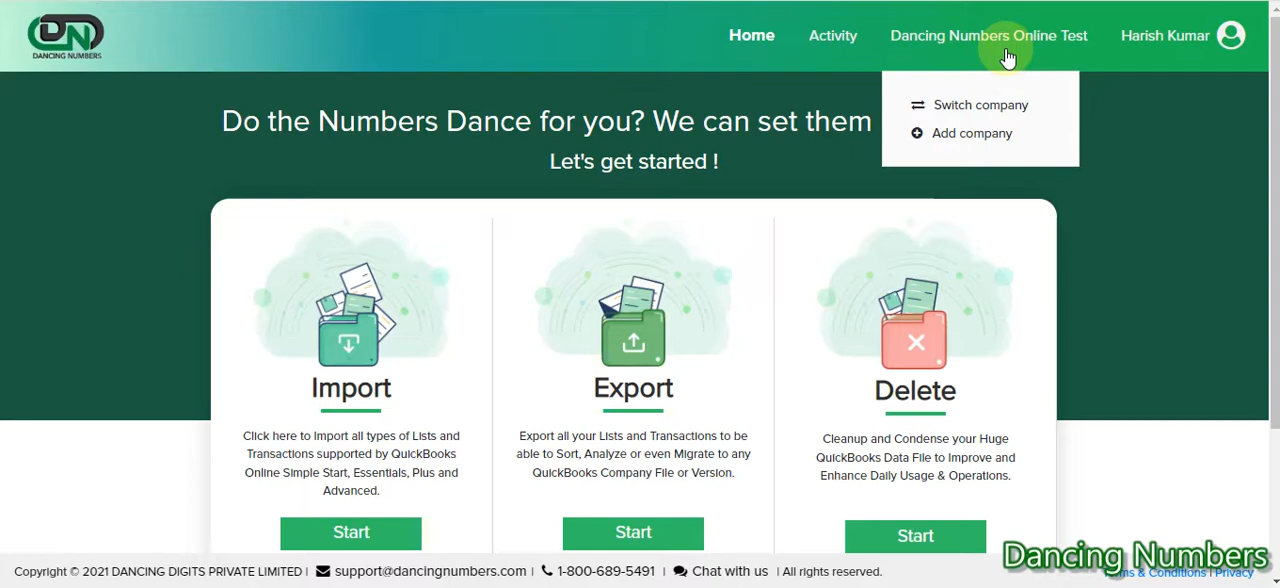 DN
DANCING NUMBERS
Home Activity Dancing Numbers Online Test Harish Kumar
Switch company
Add company
Do the Numbers Dance for you? We can set them
Let's get started !
Import
Click here to Import all types of Lists and
Transactions supported by QuickBooks
Online Simple Start, Essentials, Plus and
Advanced.
Start
Export
Export all your Lists and Transactions to be
able to Sort, Analyze or even Migrate to any
QuickBooks Company File or Version.
Start
Delete
Cleanup and Condense your Huge
QuickBooks Data File to Improve and
Enhance Daily Usage & Operations.
Start
Dancing Numbers
Copyright © 2021 DANCING DIGITS PRIVATE LIMITED | support@dancingnumbers.com | 1-800-689-5491 | Chat with us | All rights reserved. Terms & Conditions | Privacy